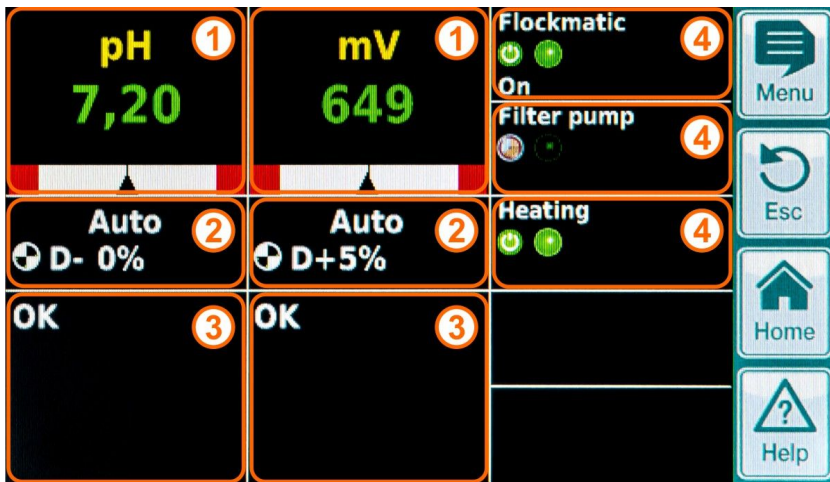 pH
1
7,20
mV
1
649
Flockmatic
4
On
Filter pump
4
Auto
2
D- 0%
Auto
2
D+5%
Heating
4
OK
3
OK
3
Menu
Esc
Home
?
Help